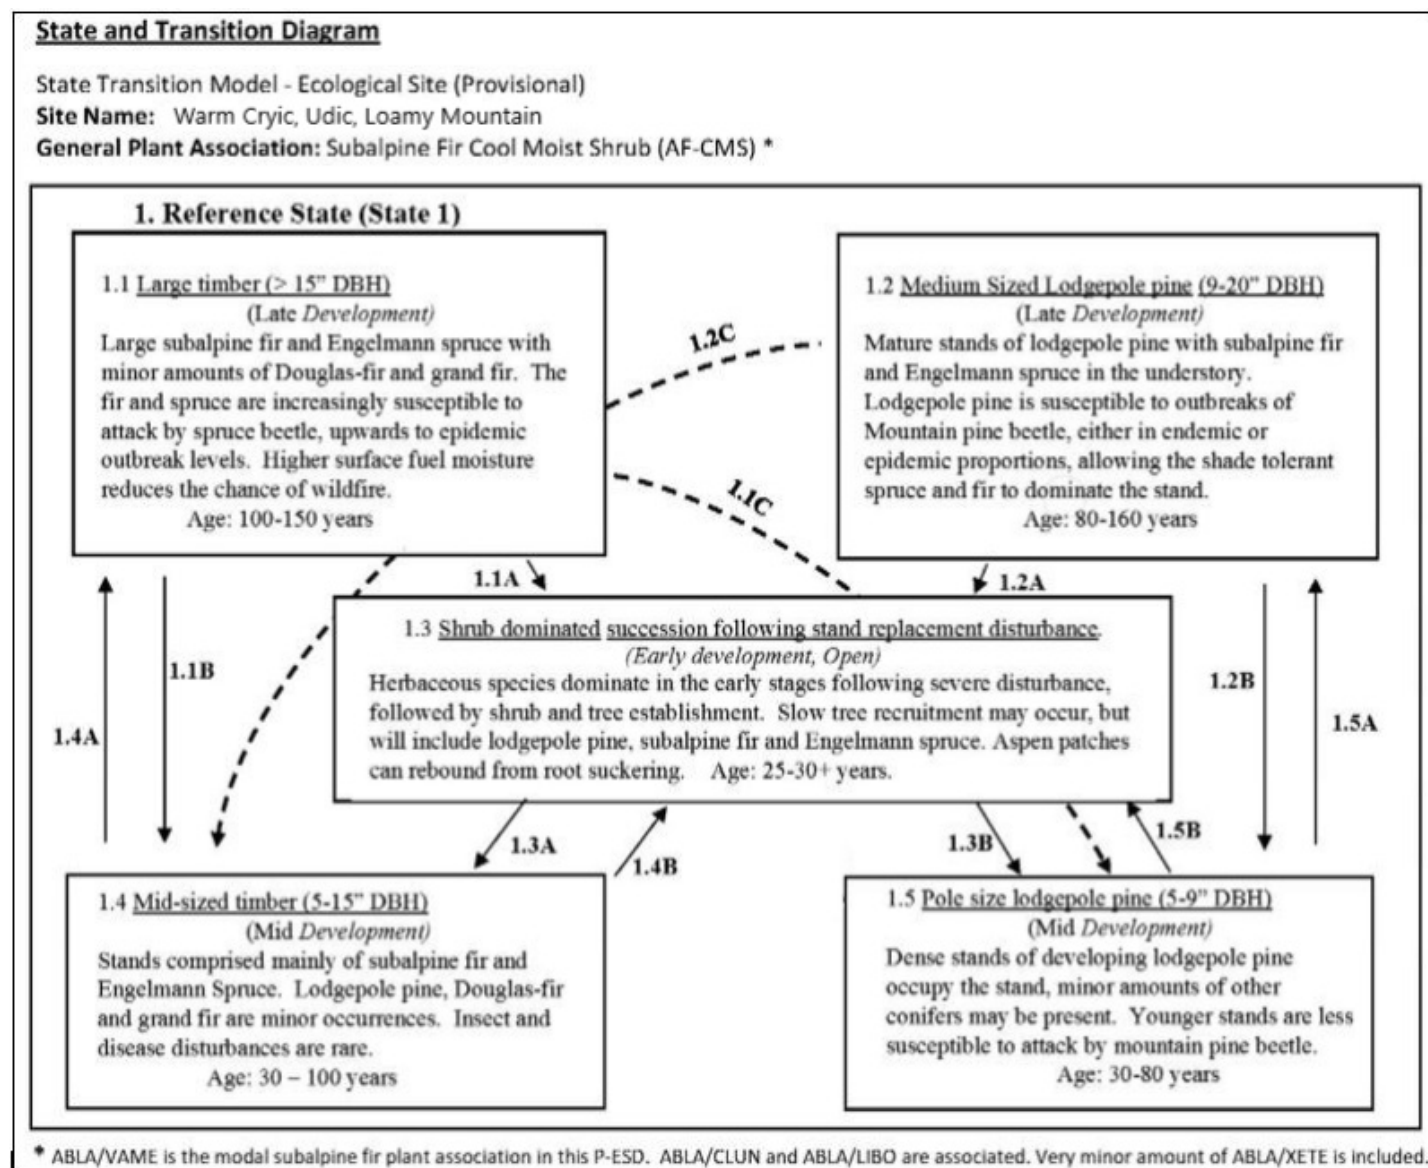 State and Transition Diagram
State Transition Model - Ecological Site (Provisional)
Site Name: Warm Cryic, Udic, Loamy Mountain
General Plant Association: Subalpine Fir Cool Moist Shrub (AF-CMS) *
1. Reference State (State 1)
1.1 Large timber (> 15" DBH)
(Late Development)
Large subalpine fir and Engelmann spruce with
minor amounts of Douglas-fir and grand fir. The
fir and spruce are increasingly susceptible to
attack by spruce beetle, upwards to epidemic
outbreak levels. Higher surface fuel moisture
reduces the chance of wildfire.
Age: 100-150 years
1.2C
1.1C
1.2 Medium Sized Lodgepole pine (9-20" DBH)
(Late Development)
Mature stands of lodgepole pine with subalpine fir
and Engelmann spruce in the understory.
Lodgepole pine is susceptible to outbreaks of
Mountain pine beetle, either in endemic or
epidemic proportions, allowing the shade tolerant
spruce and fir to dominate the stand.
Age: 80-160 years
1.1A
1.2A
1.3 Shrub dominated succession following stand replacement disturbance.
(Early development, Open)
Herbaceous species dominate in the early stages following severe disturbance,
followed by shrub and tree establishment. Slow tree recruitment may occur, but
will include lodgepole pine, subalpine fir and Engelmann spruce. Aspen patches
can rebound from root suckering. Age: 25-30+ years.
1.4A
1.1B
1.2B
1.5A
1.3A
1.4B
1.3B
1.5B
1.4 Mid-sized timber (5-15" DBH)
(Mid Development)
Stands comprised mainly of subalpine fir and
Engelmann Spruce. Lodgepole pine, Douglas-fir
and grand fir are minor occurrences. Insect and
disease disturbances are rare.
Age: 30 – 100 years
1.5 Pole size lodgepole pine (5-9" DBH)
(Mid Development)
Dense stands of developing lodgepole pine
occupy the stand, minor amounts of other
conifers may be present. Younger stands are less
susceptible to attack by mountain pine beetle.
Age: 30-80 years
* ABLA/VAME is the modal subalpine fir plant association in this P-ESD. ABLA/CLUN and ABLA/LIBO are associated. Very minor amount of ABLA/XETE is included.